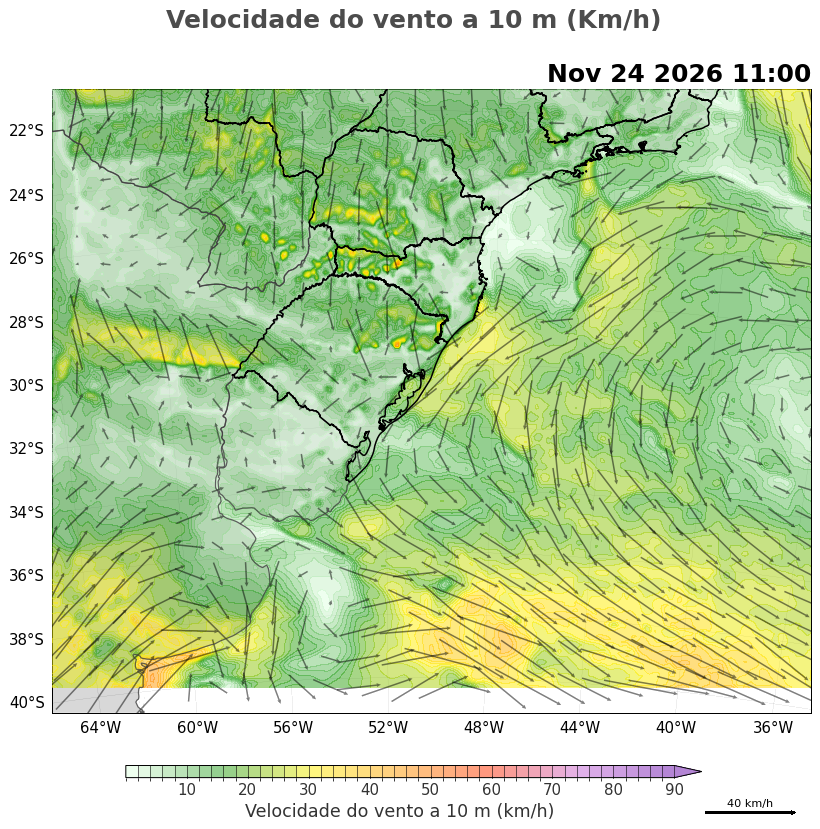 Velocidade do vento a 10 m (Km/h)
Nov 24 2026 11:00
22°S
24°S
26°S
28°S
30°S
32°S
34°S
36°S
38°S
40°S
64°W 60°W 56°W 52°W 48°W 44°W 40°W 36°W
10 20 30 40 50 60 70 80 90
Velocidade do vento a 10 m (km/h)
40 km/h